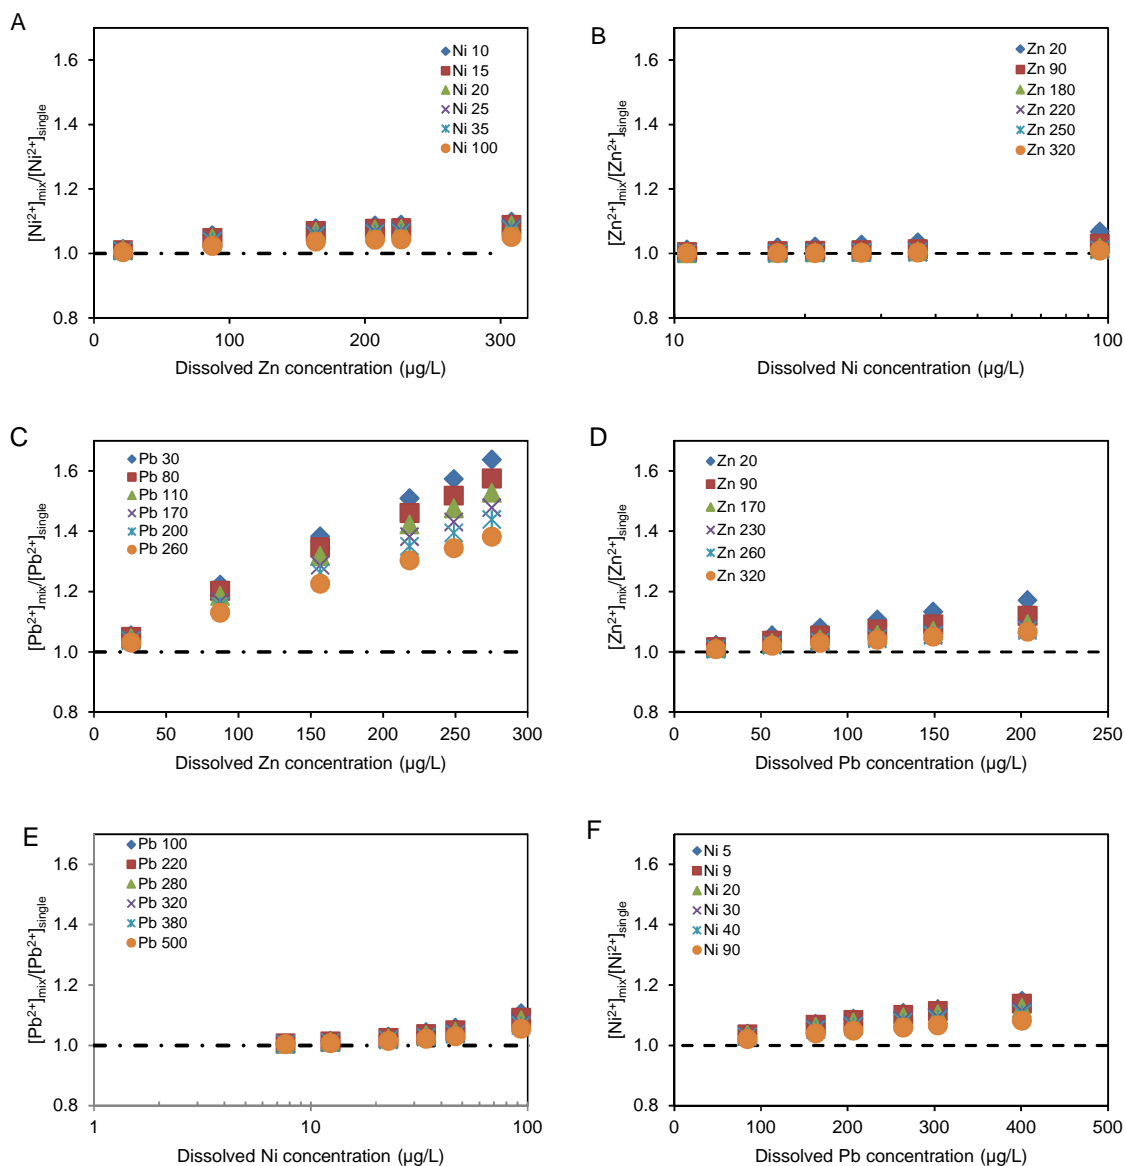 A
[Ni²⁺]mix/[Ni²⁺]single
1.6
1.4
1.2
1.0
0.8
0
100
200
300
Dissolved Zn concentration (µg/L)
Ni 10
Ni 15
Ni 20
Ni 25
Ni 35
Ni 100
B
[Zn²⁺]mix/[Zn²⁺]single
1.6
1.4
1.2
1.0
0.8
10
100
Dissolved Ni concentration (µg/L)
Zn 20
Zn 90
Zn 180
Zn 220
Zn 250
Zn 320
C
[Pb²⁺]mix/[Pb²⁺]single
1.6
1.4
1.2
1.0
0.8
0
50
100
150
200
250
300
Dissolved Zn concentration (µg/L)
Pb 30
Pb 80
Pb 110
Pb 170
Pb 200
Pb 260
D
[Zn²⁺]mix/[Zn²⁺]single
1.6
1.4
1.2
1.0
0.8
0
50
100
150
200
250
Dissolved Pb concentration (µg/L)
Zn 20
Zn 90
Zn 170
Zn 230
Zn 260
Zn 320
E
[Pb²⁺]mix/[Pb²⁺]single
1.6
1.4
1.2
1.0
0.8
1
10
100
Dissolved Ni concentration (µg/L)
Pb 100
Pb 220
Pb 280
Pb 320
Pb 380
Pb 500
F
[Ni²⁺]mix/[Ni²⁺]single
1.6
1.4
1.2
1.0
0.8
0
100
200
300
400
500
Dissolved Pb concentration (µg/L)
Ni 5
Ni 9
Ni 20
Ni 30
Ni 40
Ni 90